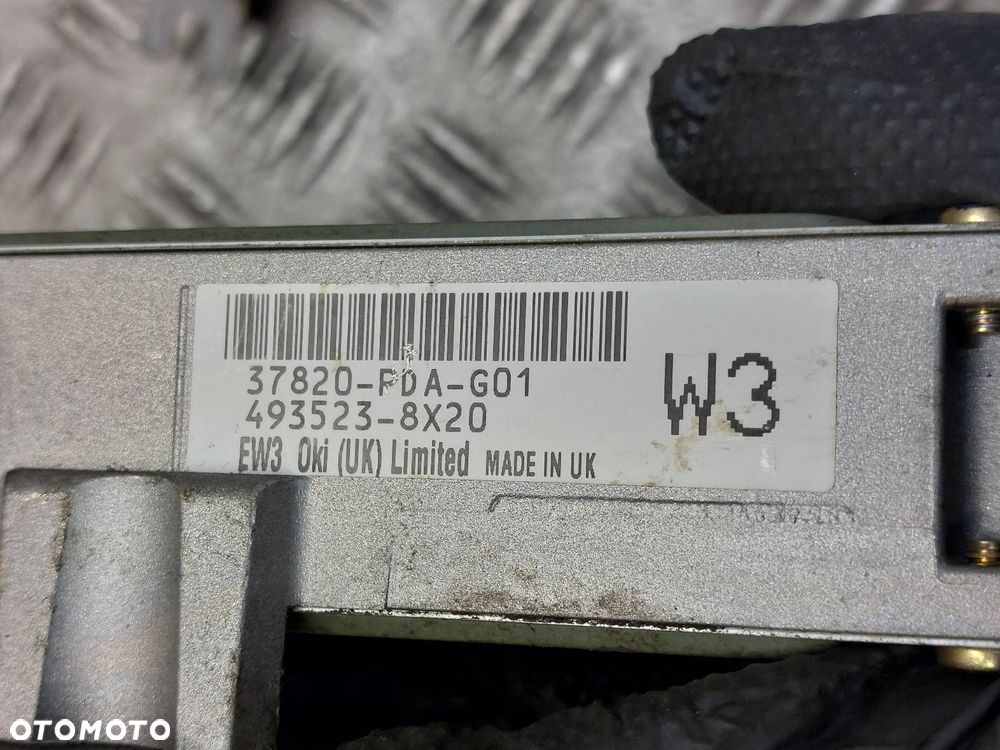 37820-PDA-G01
493523-8X20
W3
EW3 Oki (UK) Limited MADE IN UK
OTOMOTO